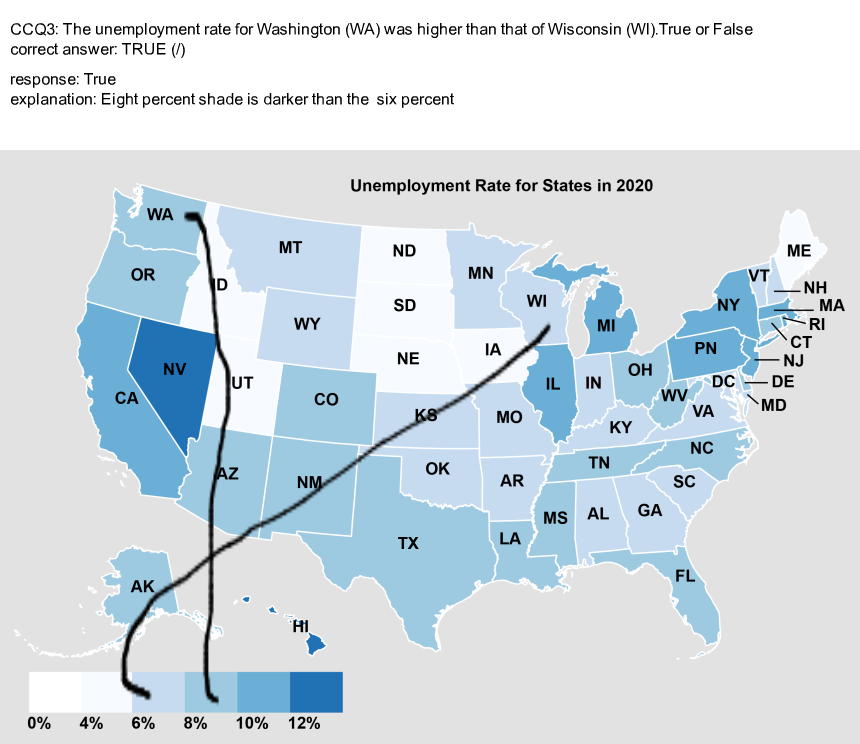 CCQ3: The unemployment rate for Washington (WA) was higher than that of Wisconsin (WI).True or False
correct answer: TRUE (/)
response: True
explanation: Eight percent shade is darker than the  six percent
Unemployment Rate for States in 2020
WA
MT
ND
ME
OR
ID
MN
VT
NH
SD
WI
NY
MA
WY
MI
RI
NE
IA
PN
CT
NV
UT
IL
IN
OH
NJ
CA
CO
WV
DC
DE
KS
MO
KY
VA
MD
AZ
NM
OK
TN
NC
AR
SC
TX
LA
MS
AL
GA
FL
AK
HI
0% 4% 6% 8% 10% 12%